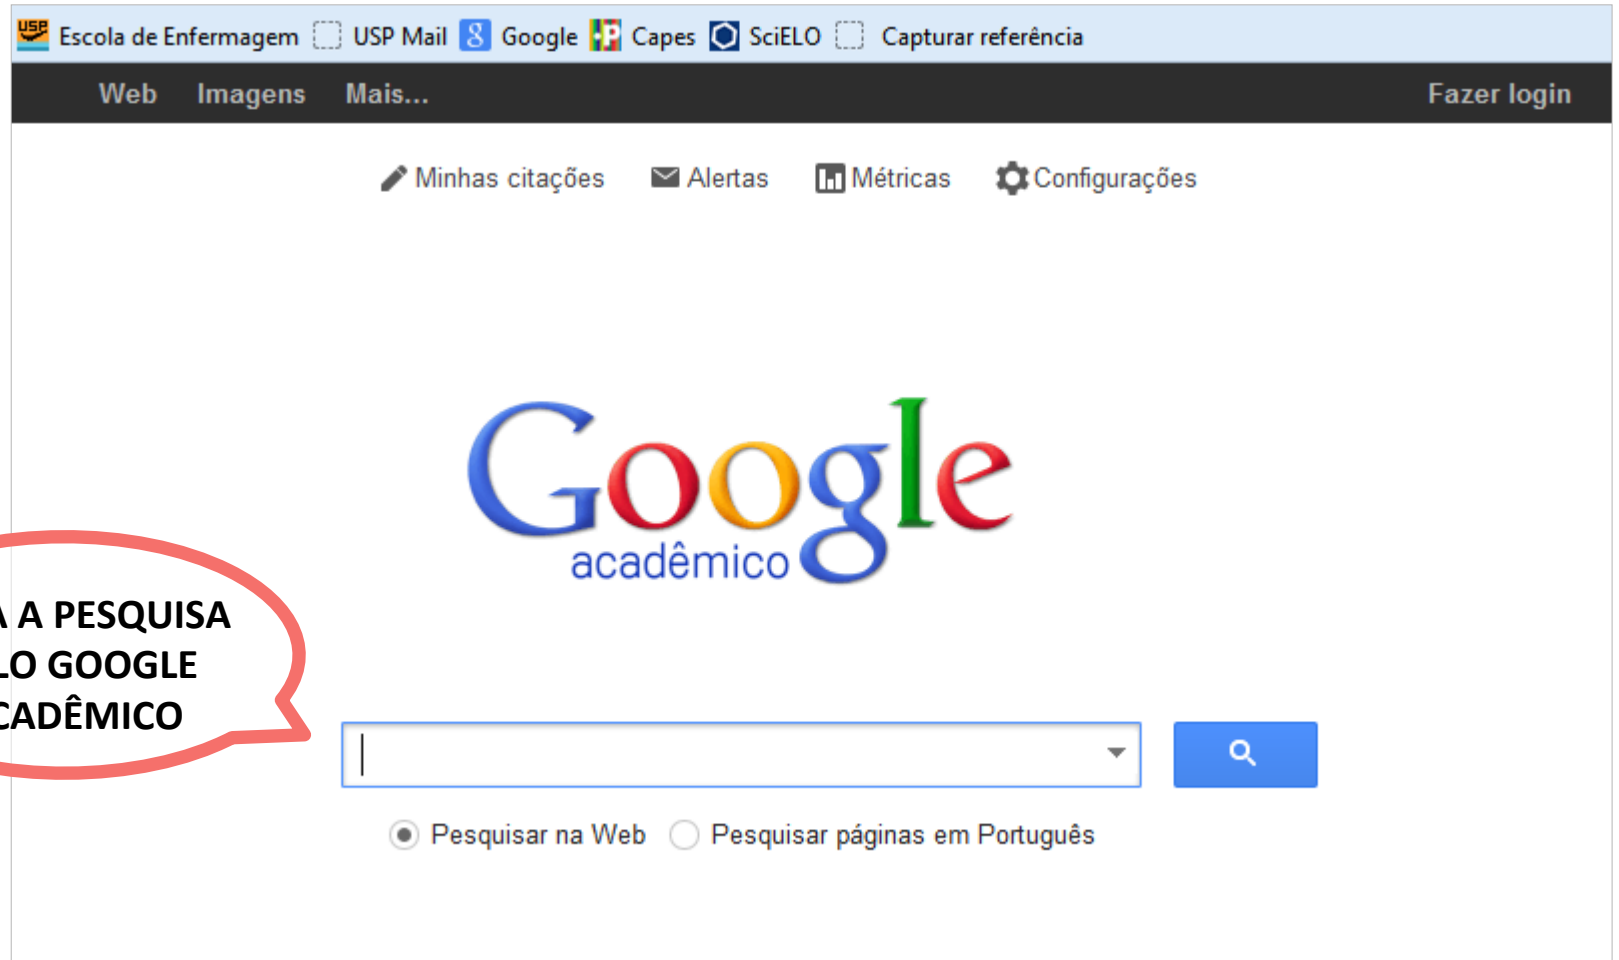 USP Escola de Enfermagem USP Mail 8 Google Capes SciELO Capturar referência
Web Imagens Mais... Fazer login
Minhas citações Alertas Métricas Configurações
Google
acadêmico
A PESQUISA
GOOGLE
Pesquisar na Web Pesquisar páginas em Português